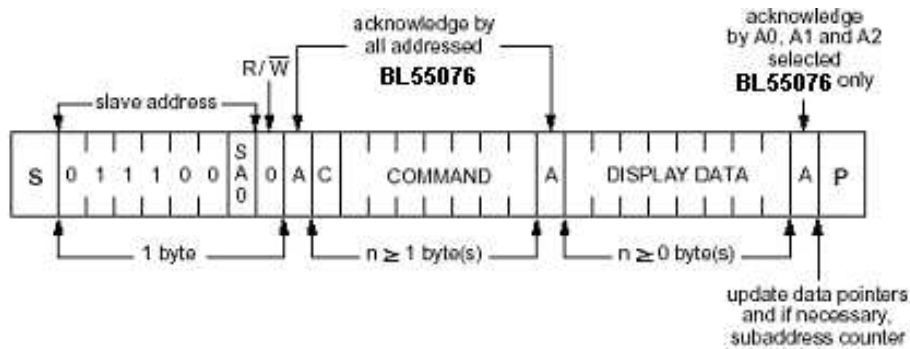 acknowledge by
all addressed
BL55076
acknowledge
by A0, A1 and A2
selected
BL55076 only
R/W̅
slave address
S 0 1 1 1 0 0 SA0 0 A C COMMAND A DISPLAY DATA A P
1 byte
n ≥ 1 byte(s)
n ≥ 0 byte(s)
update data pointers
and if necessary,
subaddress counter